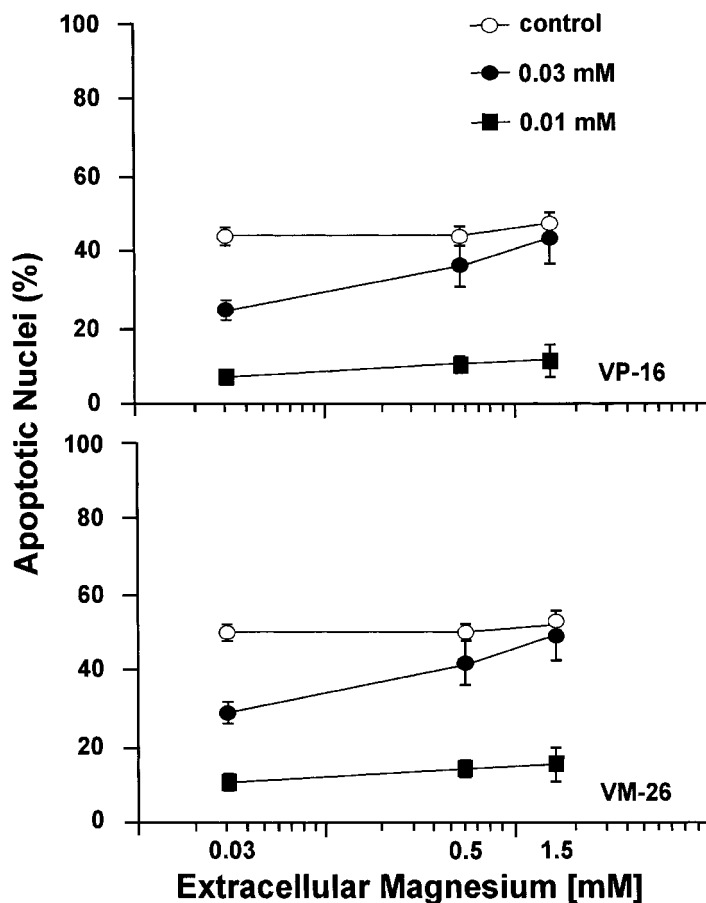 100
80
60
40
20
0
control
0.03 mM
0.01 mM
VP-16
Apoptotic Nuclei (%)
100
80
60
40
20
0
VM-26
0.03 0.5 1.5
Extracellular Magnesium [mM]